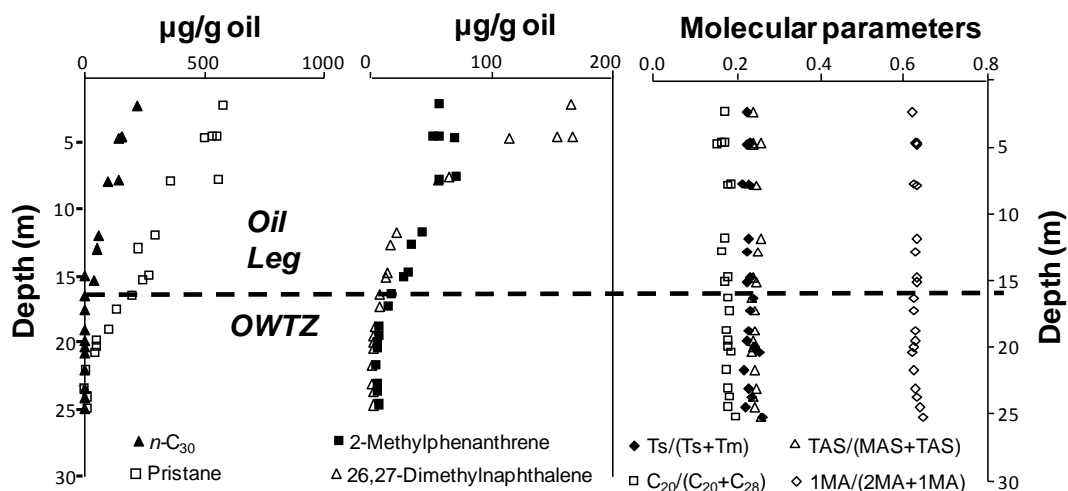 µg/g oil
µg/g oil
Molecular parameters
0 500 1000
0 100 200
0.0 0.2 0.4 0.6 0.8
Depth (m)
5
10
15
20
25
30
Oil
Leg
OWTZ
5
10
15
20
25
30
Depth (m)
n-C30
Pristane
2-Methylphenanthrene
26,27-Dimethylnaphthalene
Ts/(Ts+Tm)
TAS/(MAS+TAS)
C20/(C20+C28)
1MA/(2MA+1MA)